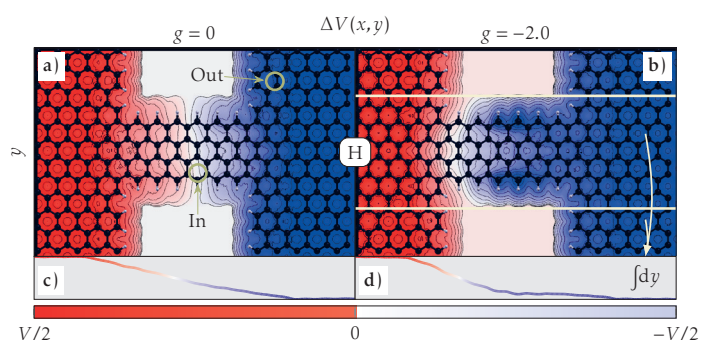 ΔV(x,y)
g = 0
g = −2.0
a)
b)
Out
y
H
In
c)
d)
∫dy
V/2
0
−V/2